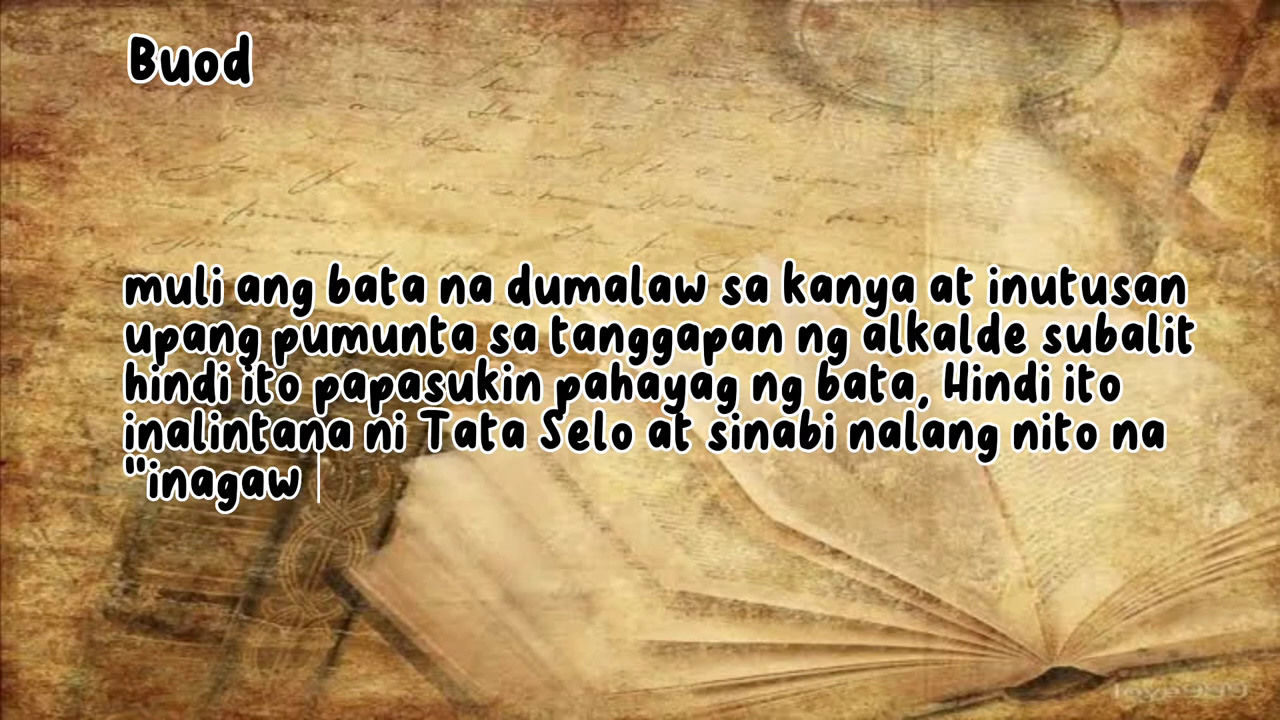 Buod
muli ang bata na dumalaw sa kanya at inutusan
upang pumunta sa tanggapan ng alkalde subalit
hindi ito papasukin pahayag ng bata, Hindi ito
inalintana ni Tata Selo at sinabi nalang nito na
"inagaw